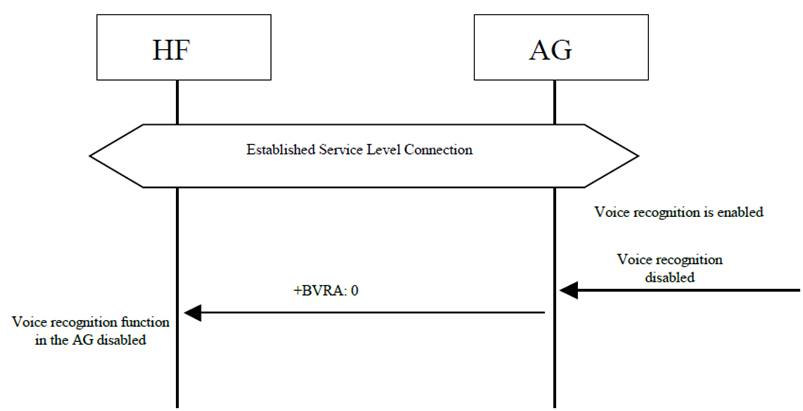 HF
AG
Established Service Level Connection
Voice recognition is enabled
Voice recognition
disabled
+BVRA: 0
Voice recognition function
in the AG disabled